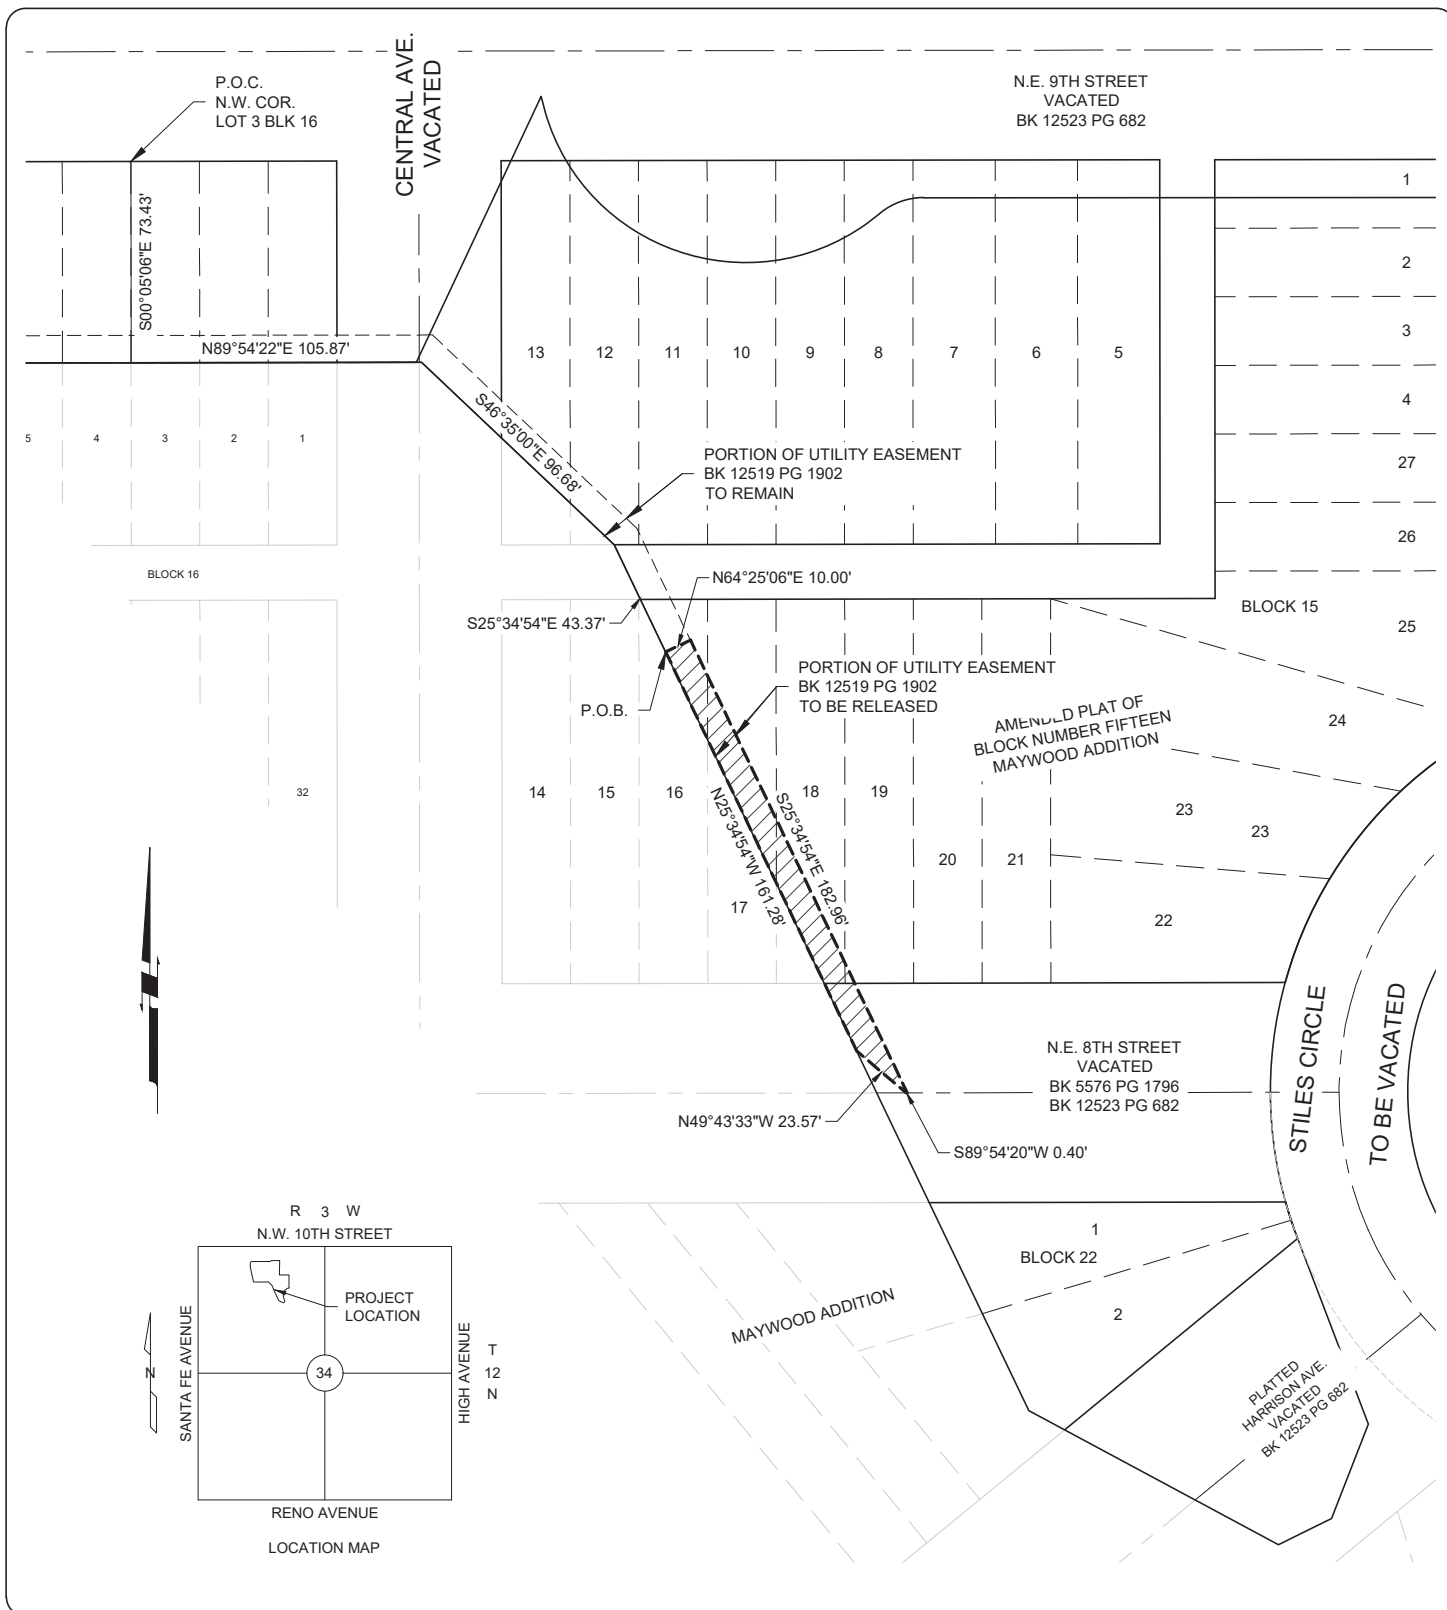 P.O.C.
N.W. COR.
LOT 3 BLK 16
CENTRAL AVE.
VACATED
N.E. 9TH STREET
VACATED
BK 12523 PG 682
S00°05'06"E 73.43'
N89°54'22"E 105.87'
S46°35'00"E 96.68'
13
12
11
10
9
8
7
6
5
1
2
3
4
27
26
25
5
4
3
2
1
PORTION OF UTILITY EASEMENT
BK 12519 PG 1902
TO REMAIN
BLOCK 16
N64°25'06"E 10.00'
S25°34'54"E 43.37'
BLOCK 15
PORTION OF UTILITY EASEMENT
BK 12519 PG 1902
TO BE RELEASED
P.O.B.
AMENDED PLAT OF
BLOCK NUMBER FIFTEEN
MAYWOOD ADDITION
24
32
14
15
16
17
18
19
20
21
22
23
23
N25°34'54"W 161.28'
S25°34'54"E 182.96'
N.E. 8TH STREET
VACATED
BK 5576 PG 1796
BK 12523 PG 682
STILES CIRCLE
TO BE VACATED
N49°43'33"W 23.57'
S89°54'20"W 0.40'
1
BLOCK 22
2
MAYWOOD ADDITION
PLATTED
HARRISON AVE.
VACATED
BK 12523 PG 682
R 3 W
N.W. 10TH STREET
PROJECT
LOCATION
SANTA FE AVENUE
34
HIGH AVENUE
T
12
N
N
RENO AVENUE
LOCATION MAP